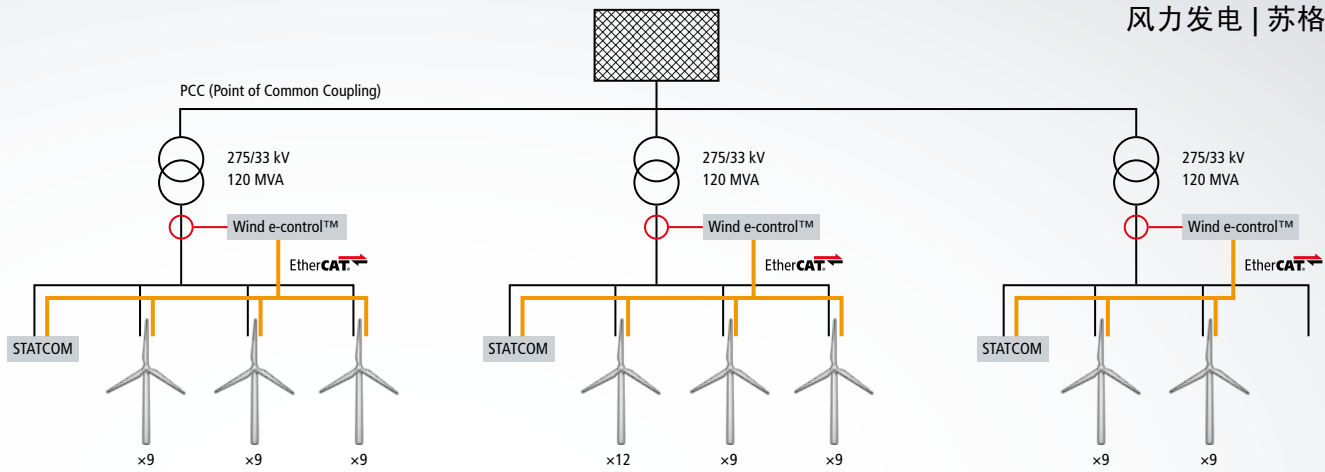 风力发电 | 苏格
PCC (Point of Common Coupling)
275/33 kV
120 MVA
275/33 kV
120 MVA
275/33 kV
120 MVA
Wind e-control™
Wind e-control™
Wind e-control™
EtherCAT®
EtherCAT®
EtherCAT®
STATCOM
STATCOM
STATCOM
×9
×9
×9
×12
×9
×9
×9
×9